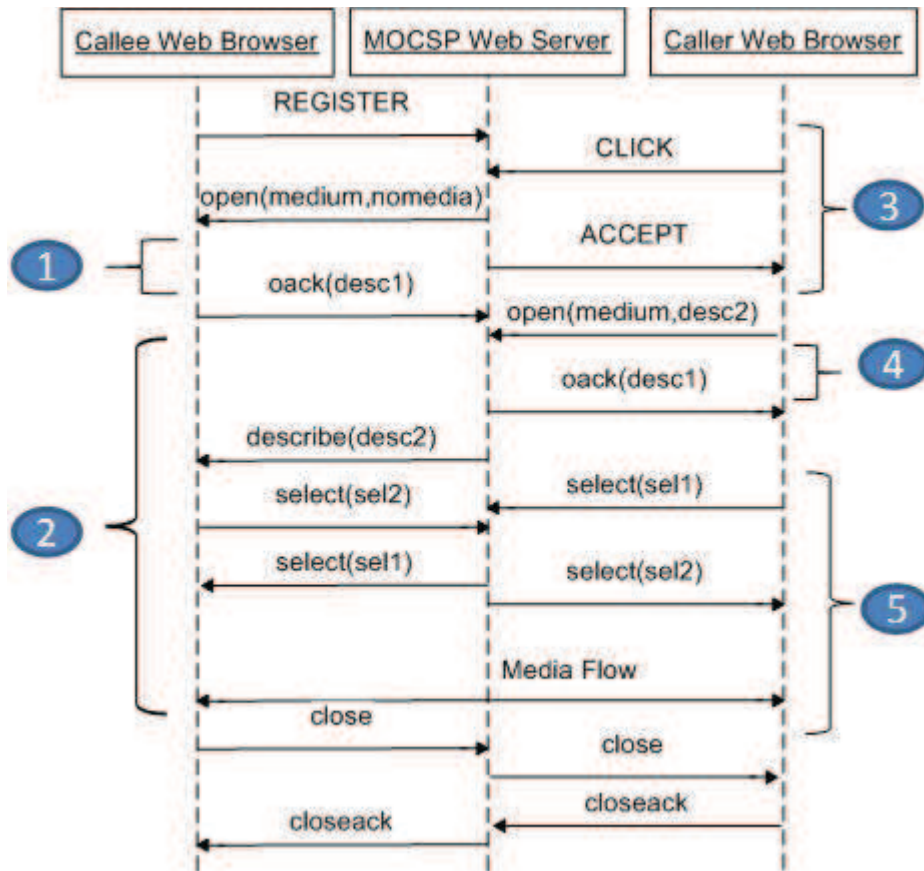 Callee Web Browser
MOCSP Web Server
Caller Web Browser
REGISTER
CLICK
3
open(medium,nomedia)
ACCEPT
1
oack(desc1)
open(medium,desc2)
4
oack(desc1)
describe(desc2)
select(sel1)
select(sel2)
2
select(sel1)
select(sel2)
5
Media Flow
close
close
closeack
closeack